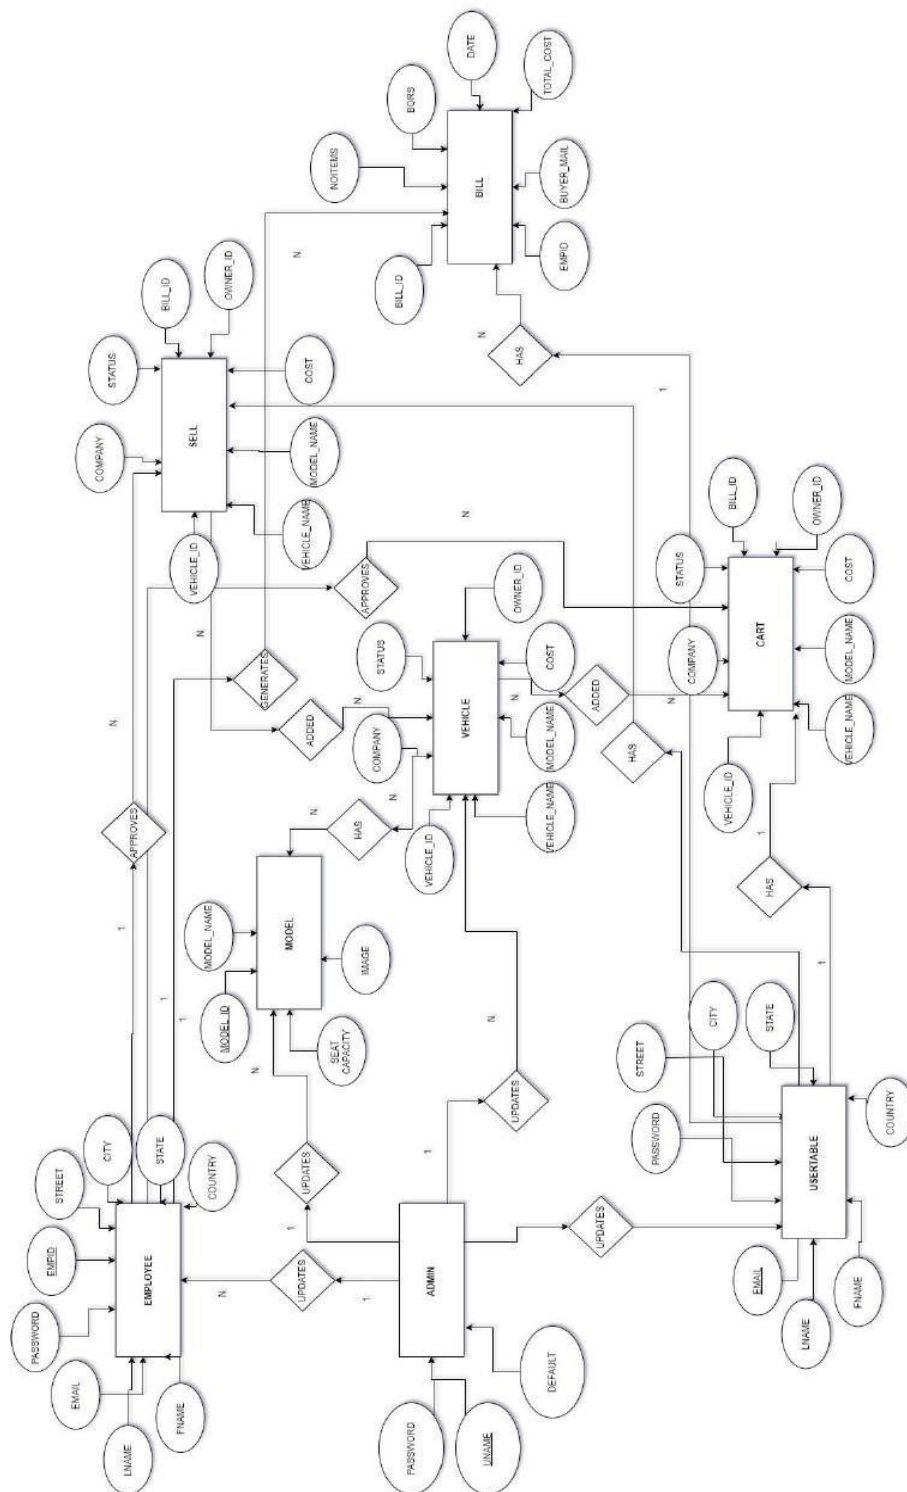 PASSWORD
EMAIL
LNAME
FNAME
EMPID
STREET
CITY
STATE
COUNTRY
EMPLOYEE
1
APPROVES
N
COMPANY
STATUS
BILL_ID
OWNER_ID
SELL
VEHICLE_ID
VEHICLE_NAME
MODEL_NAME
COST
1
APPROVES
N
1
GENERATES
N
N
ADDED
N
N
UPDATES
1
MODEL_ID
MODEL_NAME
MODEL
SEAT
CAPACITY
IMAGE
N
UPDATES
1
N
HAS
N
NOITEMS
BORS
DATE
BILL_ID
BILL
EMPIO
BUYER_MAIL
TOTAL_COST
COMPANY
STATUS
OWNER_ID
VEHICLE
VEHICLE_ID
VEHICLE_NAME
MODEL_NAME
COST
ADMIN
PASSWORD
UNAME
DEFAULT
1
UPDATES
N
UPDATES
N
ADDED
N
HAS
N
HAS
1
PASSWORD
STREET
CITY
STATE
EMAIL
USERTABLE
LNAME
FNAME
COUNTRY
1
HAS
1
COMPANY
STATUS
BILL_ID
OWNER_ID
CART
VEHICLE_ID
VEHICLE_NAME
MODEL_NAME
COST